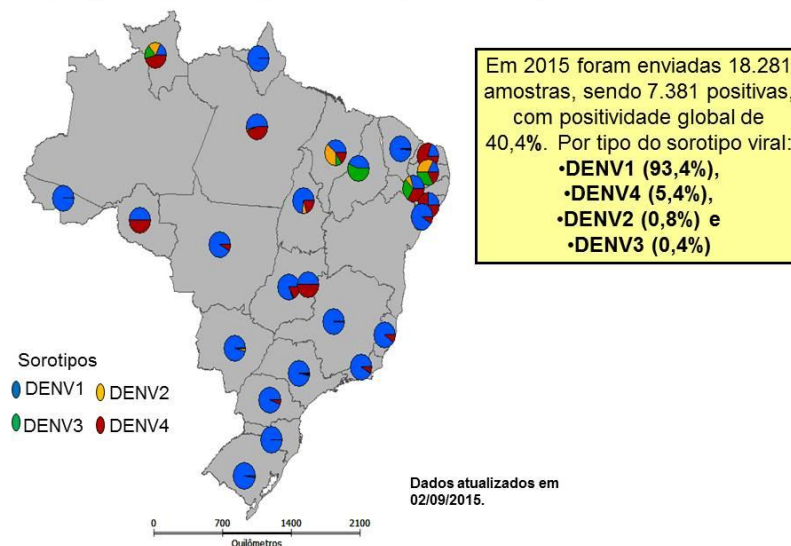 Em 2015 foram enviadas 18.281
amostras, sendo 7.381 positivas,
com positividade global de
40,4%. Por tipo do sorotipo viral:
•DENV1 (93,4%),
•DENV4 (5,4%),
•DENV2 (0,8%) e
•DENV3 (0,4%)
Sorotipos
DENV1 DENV2
DENV3 DENV4
Dados atualizados em
02/09/2015.
0 700 1400 2100
Quilômetros